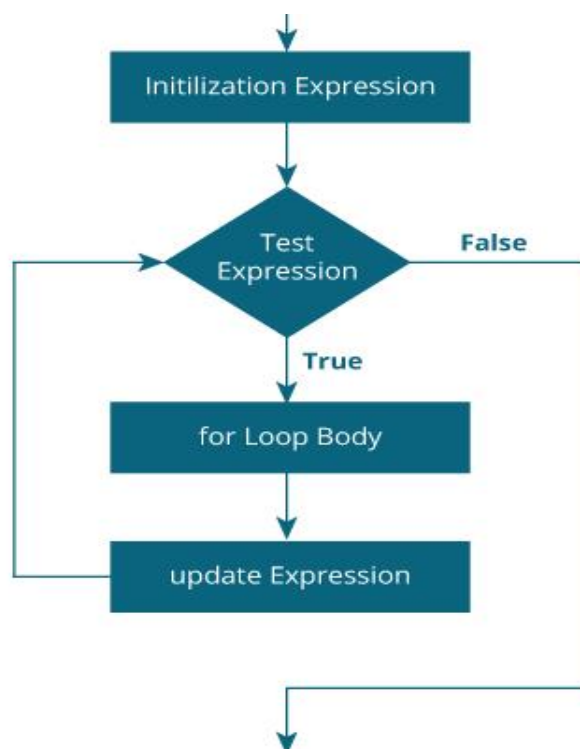 Initilization Expression
Test
Expression
False
True
for Loop Body
update Expression